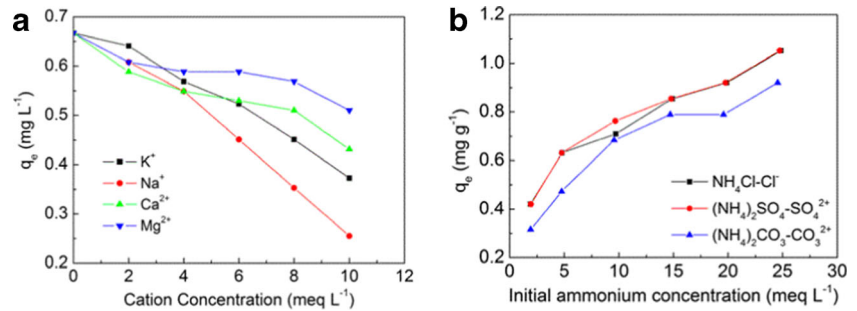 a
0.7
0.6
0.5
0.4
0.3
0.2
q_e (mg L⁻¹)
K⁺
Na⁺
Ca²⁺
Mg²⁺
0 2 4 6 8 10 12
Cation Concentration (meq L⁻¹)
b
1.2
1.0
0.8
0.6
0.4
0.2
q_e (mg g⁻¹)
NH₄Cl-Cl⁻
(NH₄)₂SO₄-SO₄²⁺
(NH₄)₂CO₃-CO₃²⁺
0 5 10 15 20 25 30
Initial ammonium concentration (meq L⁻¹)